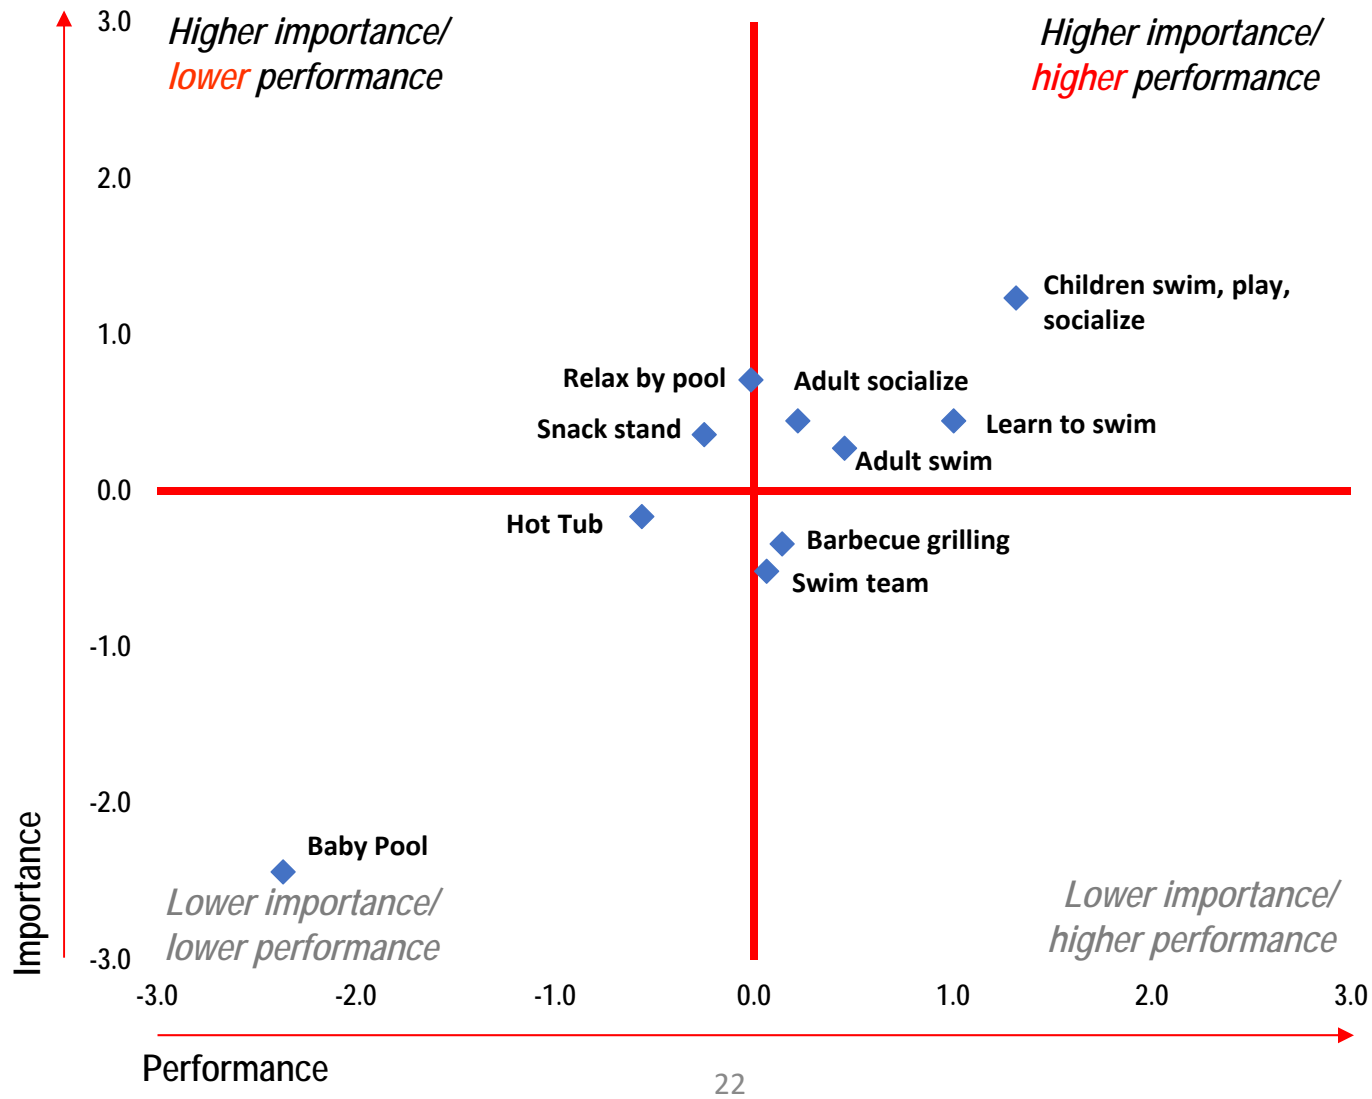 3.0
Higher importance/
lower performance
Higher importance/
higher performance
2.0
Children swim, play,
socialize
1.0
Relax by pool
Adult socialize
Snack stand
Learn to swim
Adult swim
0.0
Hot Tub
Barbecue grilling
Swim team
-1.0
-2.0
Baby Pool
Lower importance/
lower performance
Lower importance/
higher performance
Importance
-3.0
-3.0 -2.0 -1.0 0.0 1.0 2.0 3.0
Performance
22